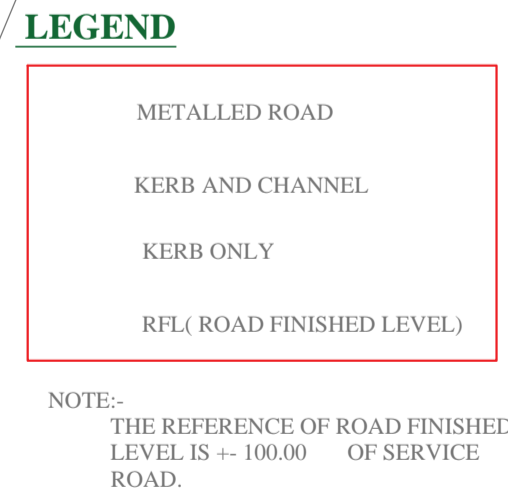 LEGEND
METALLED ROAD
KERB AND CHANNEL
KERB ONLY
RFL( ROAD FINISHED LEVEL)
NOTE:-
THE REFERENCE OF ROAD FINISHED
LEVEL IS +- 100.00 OF SERVICE
ROAD.